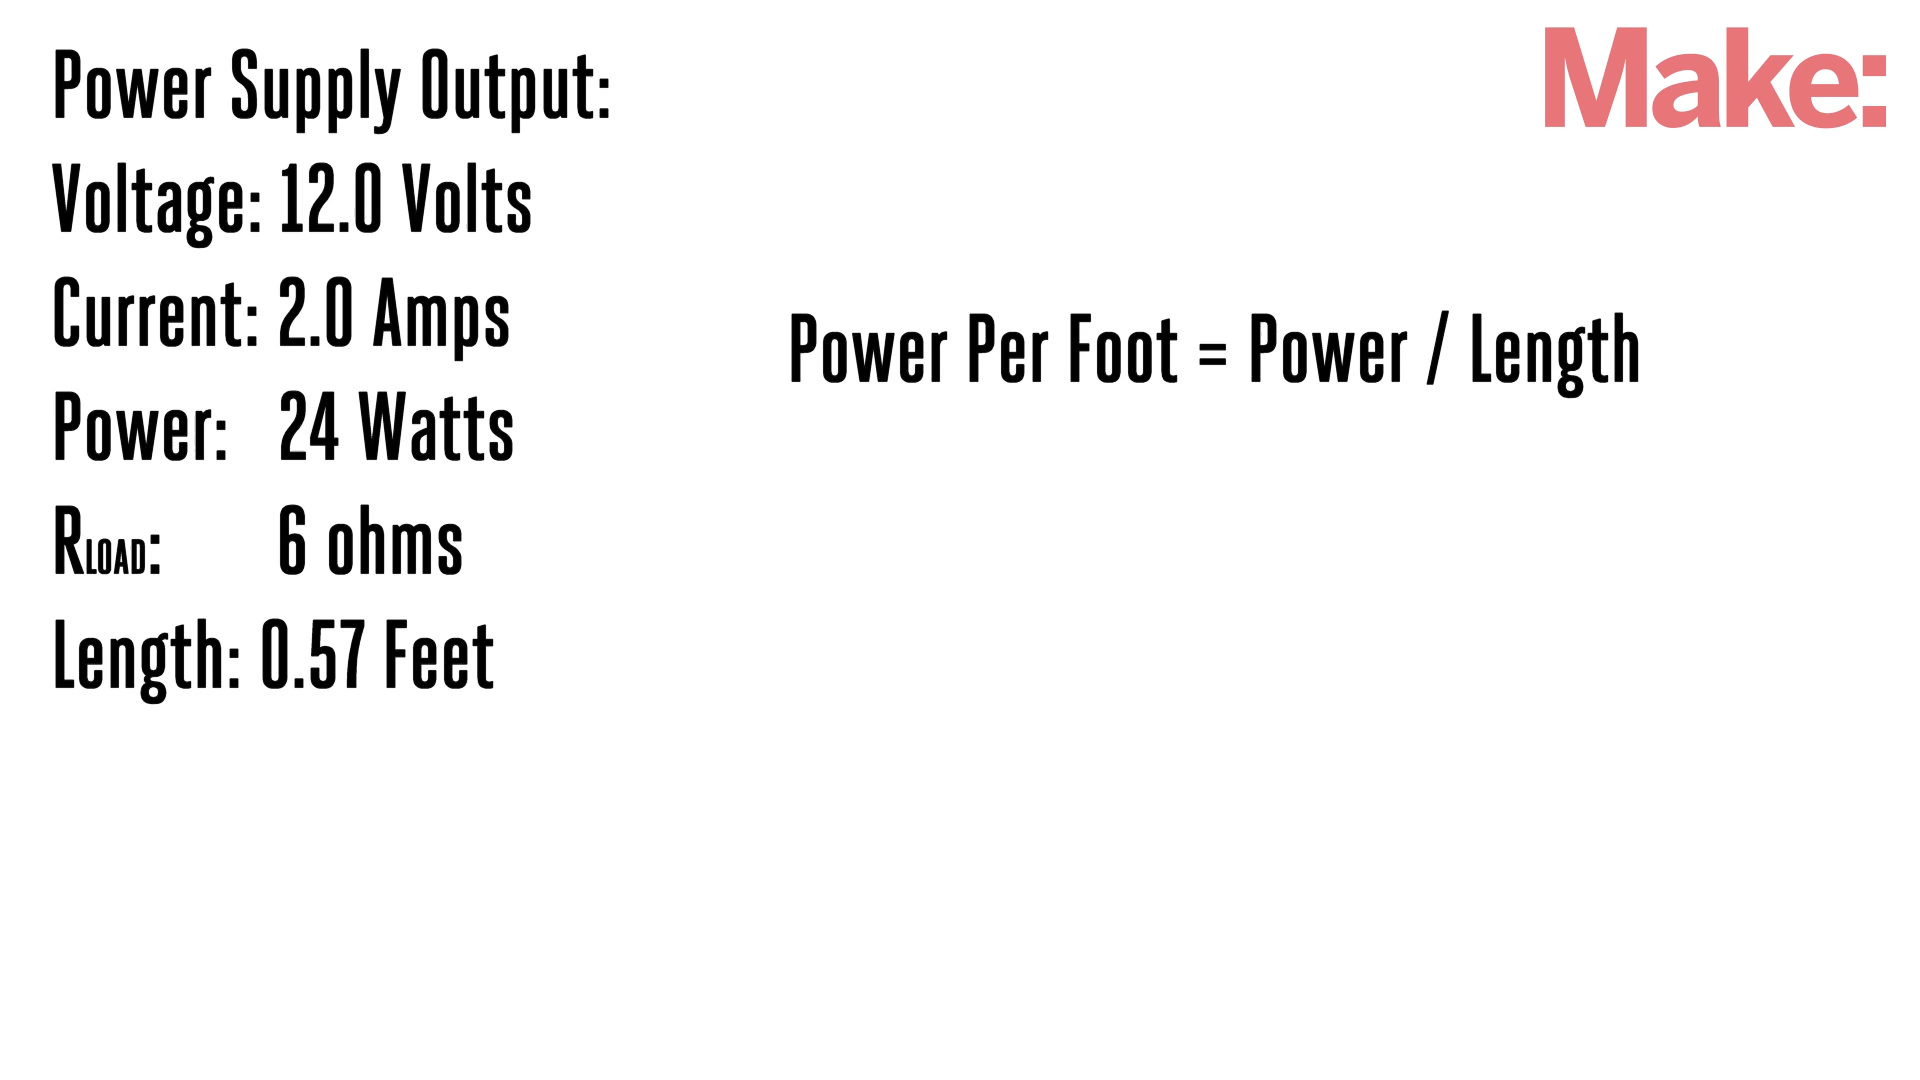 Power Supply Output:
Voltage: 12.0 Volts
Current: 2.0 Amps
Power: 24 Watts
RLOAD: 6 ohms
Length: 0.57 Feet
Make:
Power Per Foot = Power / Length